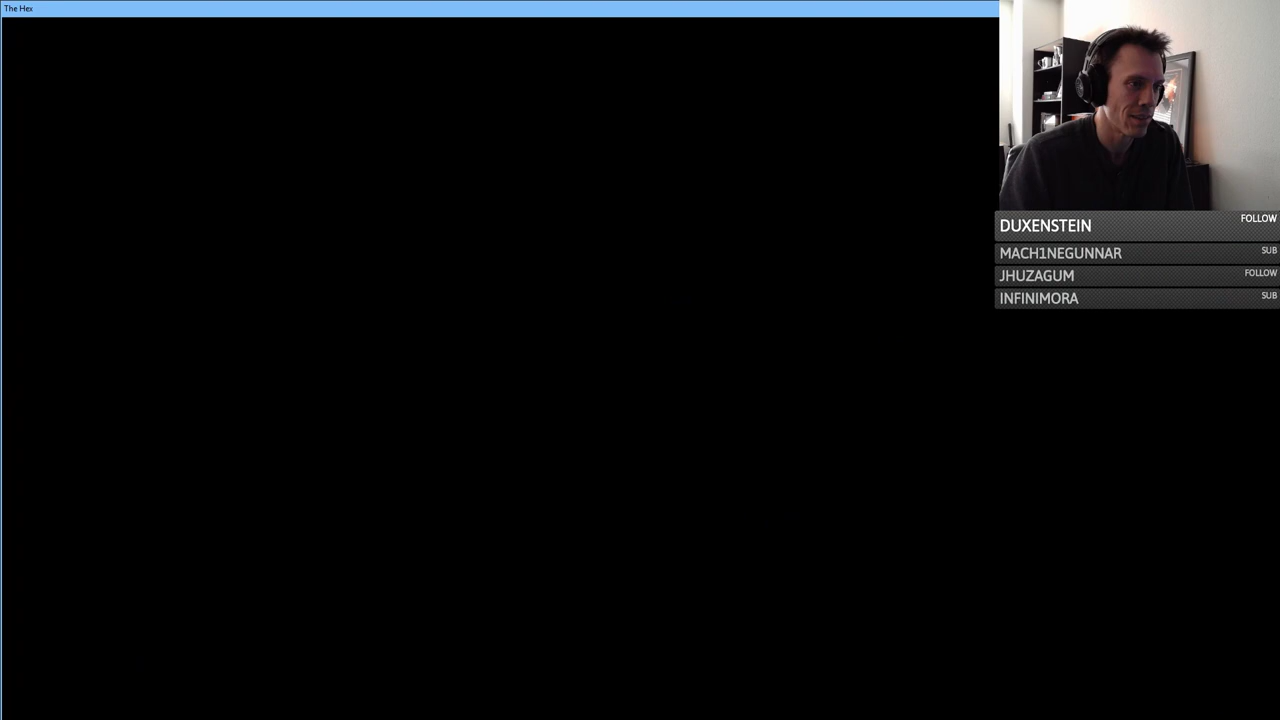 The Hex
DUXENSTEIN FOLLOW
MACH1NEGUNNAR SUB
JHUZAGUM FOLLOW
INFINIMORA SUB